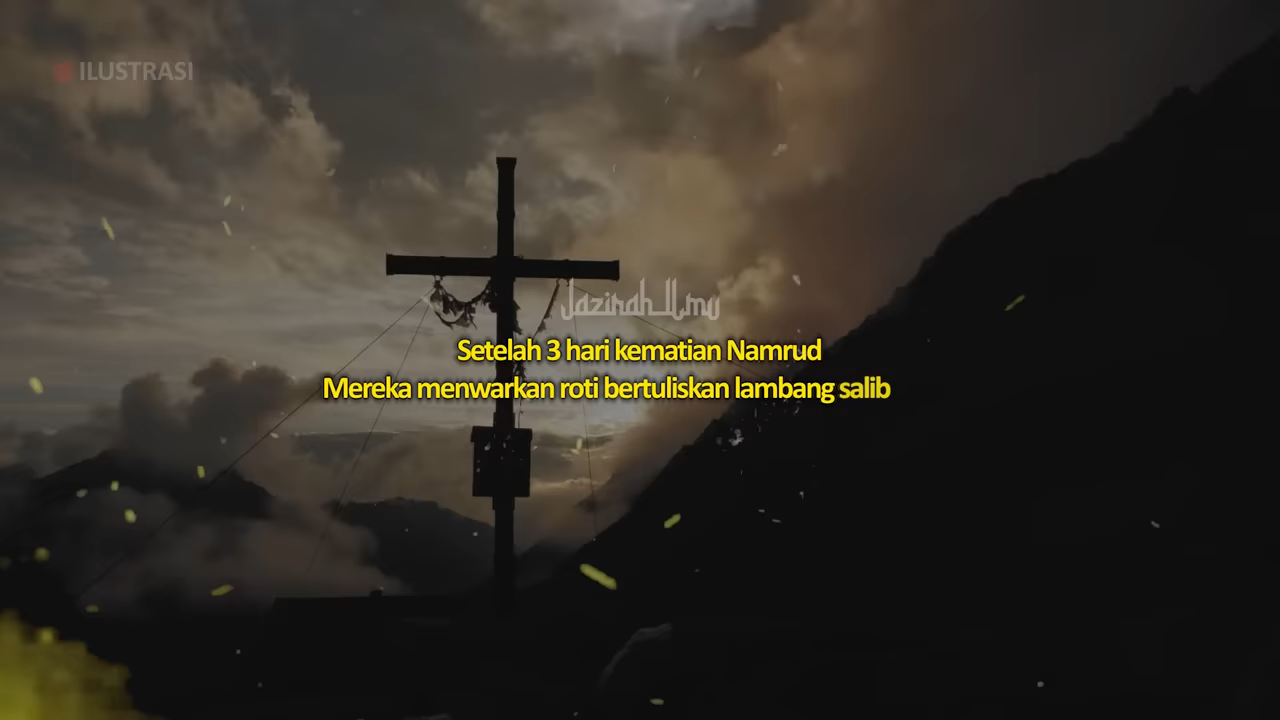 ILUSTRASI
Jazirah Ilmu
Setelah 3 hari kematian Namrud
Mereka menwarkan roti bertuliskan lambang salib